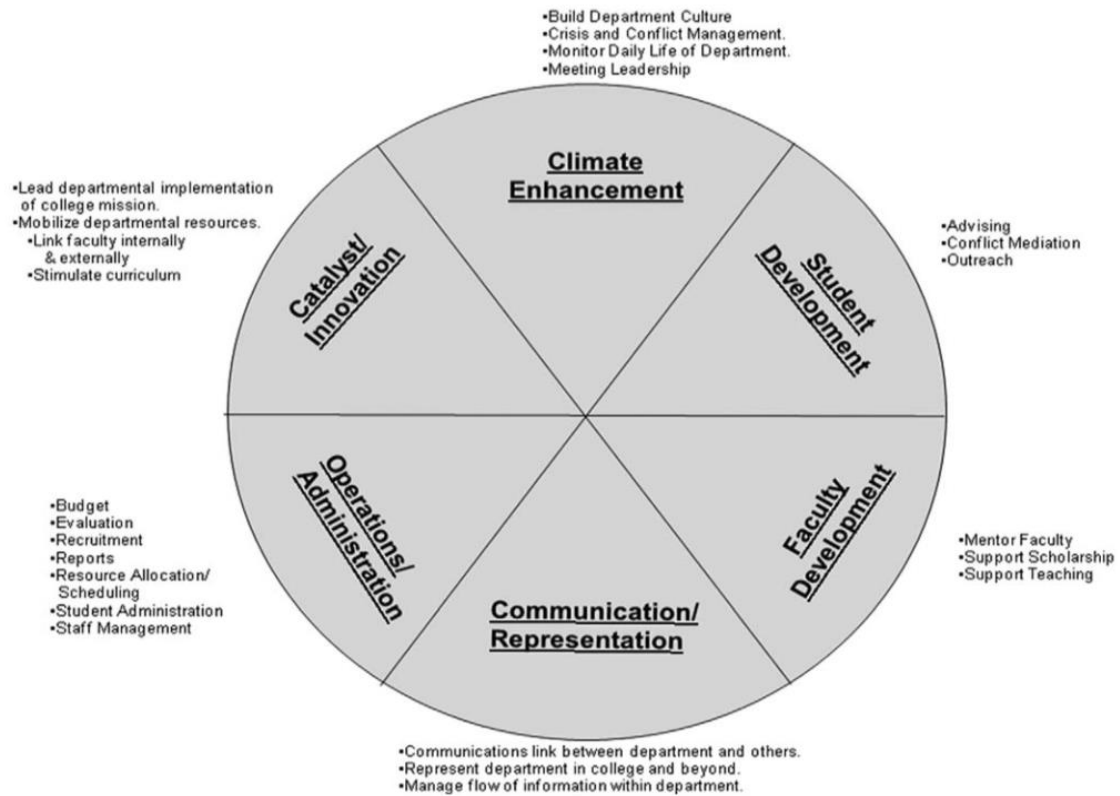 •Build Department Culture
•Crisis and Conflict Management.
•Monitor Daily Life of Department.
•Meeting Leadership
Climate
Enhancement
•Lead departmental implementation
of college mission.
•Mobilize departmental resources.
•Link faculty internally
& externally
•Stimulate curriculum
Catalyst/
Innovation
Student
Development
•Advising
•Conflict Mediation
•Outreach
•Budget
•Evaluation
•Recruitment
•Reports
•Resource Allocation/
Scheduling
•Student Administration
•Staff Management
Operations/
Administration
Faculty
Development
•Mentor Faculty
•Support Scholarship
•Support Teaching
Communication/
Representation
•Communications link between department and others.
•Represent department in college and beyond.
•Manage flow of information within department.